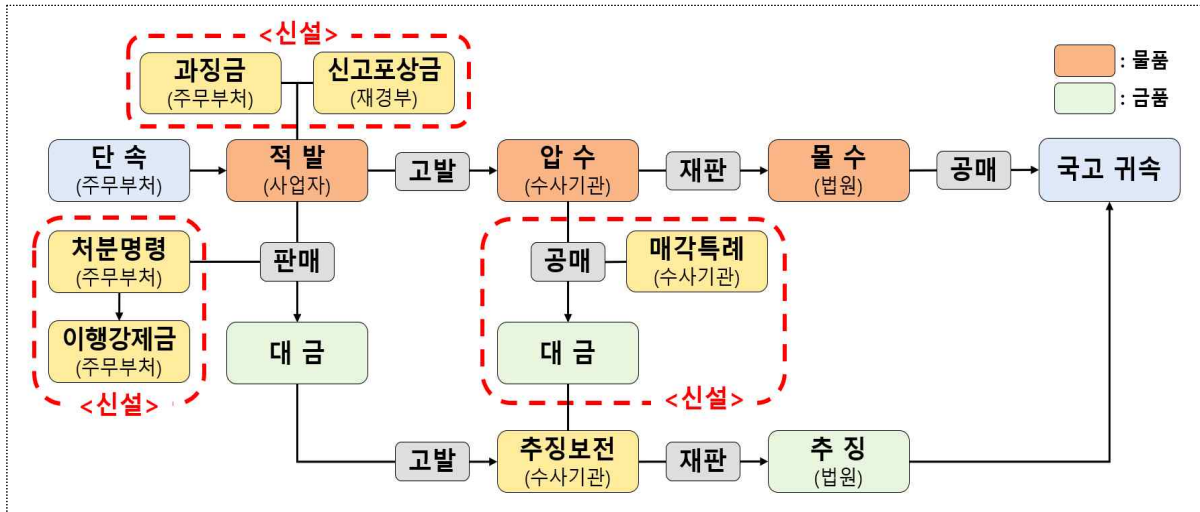 <신설>
과징금
(주무부처)
신고포상금
(재경부)
: 물품
: 금품
단 속
(주무부처)
적 발
(사업자)
고발
압 수
(수사기관)
재판
몰 수
(법원)
공매
국고 귀속
처분명령
(주무부처)
판매
공매
매각특례
(수사기관)
이행강제금
(주무부처)
대 금
대 금
<신설>
<신설>
고발
추징보전
(수사기관)
재판
추 징
(법원)